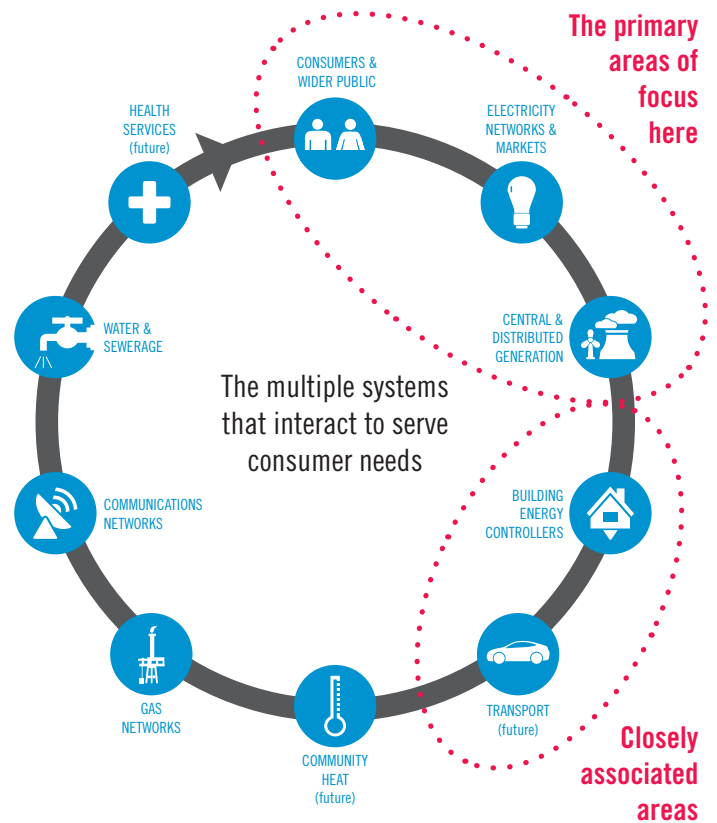 The primary
areas of
focus
here
CONSUMERS &
WIDER PUBLIC
ELECTRICITY
NETWORKS &
MARKETS
HEALTH
SERVICES
(future)
CENTRAL &
DISTRIBUTED
GENERATION
WATER &
SEWERAGE
The multiple systems
that interact to serve
consumer needs
BUILDING
ENERGY
CONTROLLERS
COMMUNICATIONS
NETWORKS
TRANSPORT
(future)
GAS
NETWORKS
COMMUNITY
HEAT
(future)
Closely
associated
areas